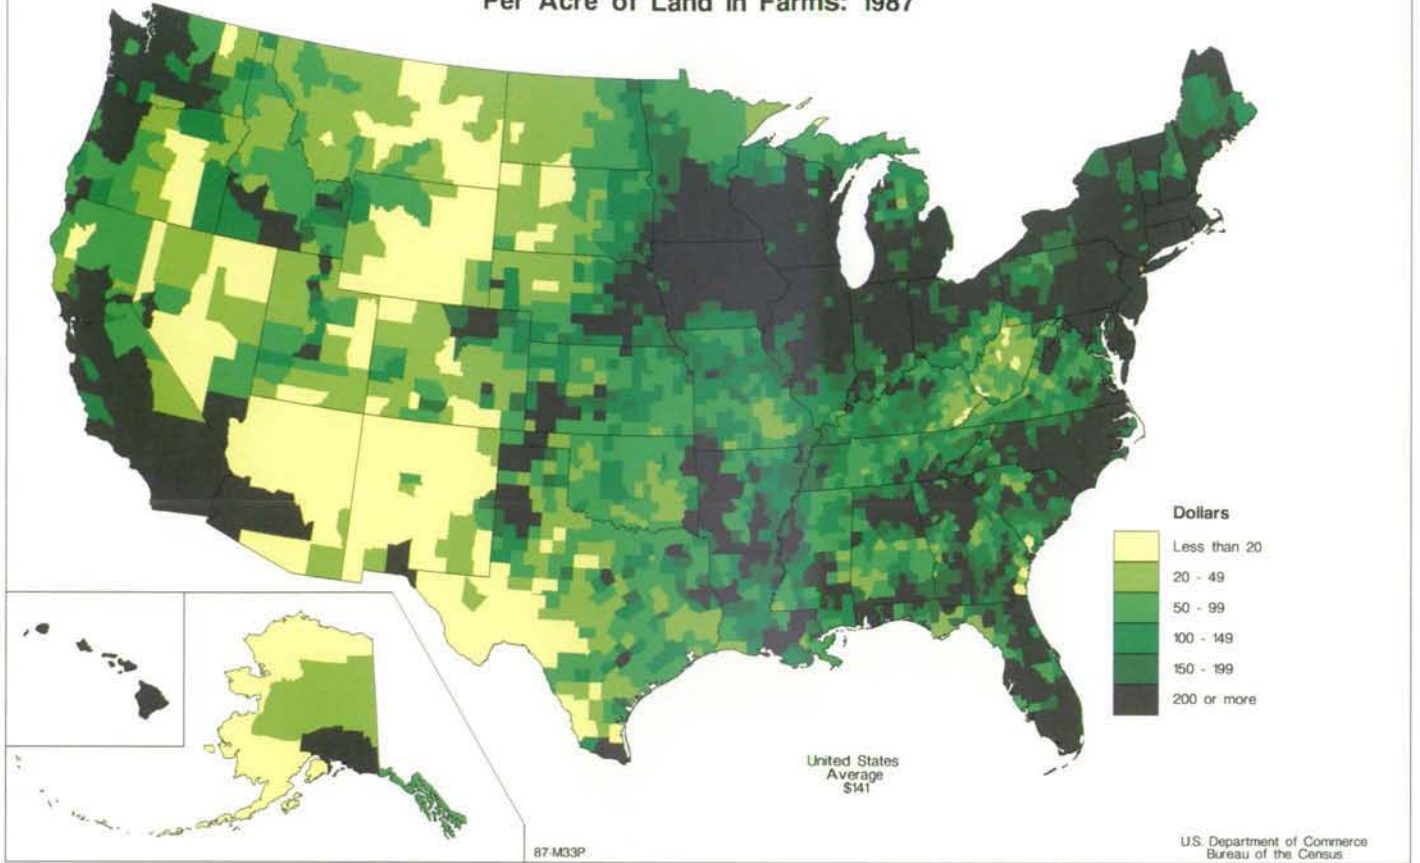 Per Acre of Land in Farms: 1987
Dollars
Less than 20
20 - 49
50 - 99
100 - 149
150 - 199
200 or more
United States
Average
$141
87-M33P
U.S. Department of Commerce
Bureau of the Census